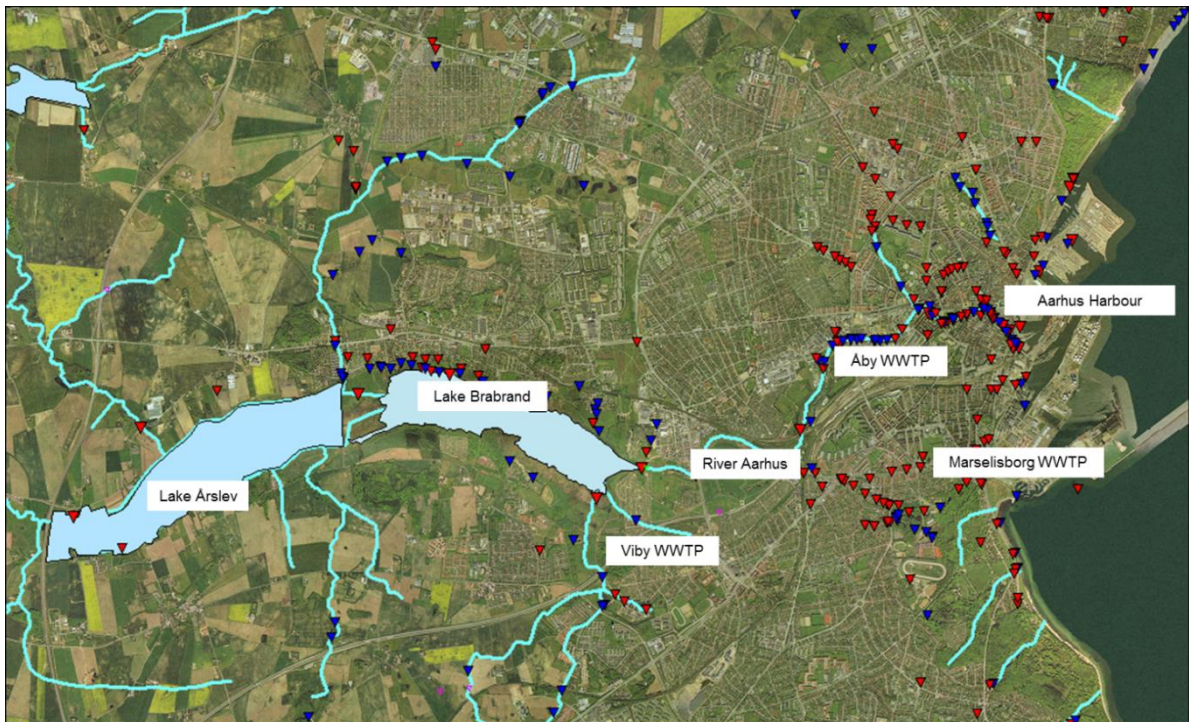 Aarhus Harbour
Åby WWTP
Lake Brabrand
River Aarhus
Marselisborg WWTP
Lake Årslev
Viby WWTP